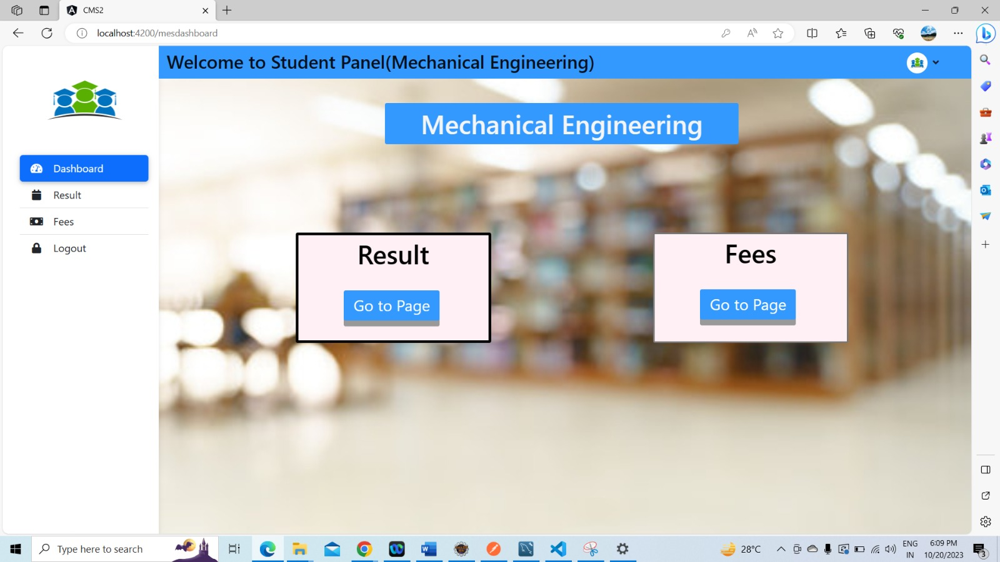 CMS2
localhost:4200/mesdashboard
Welcome to Student Panel(Mechanical Engineering)
Mechanical Engineering
Dashboard
Result
Fees
Logout
Result
Go to Page
Fees
Go to Page
Type here to search
28°C
ENG
IN
6:09 PM
10/20/2023
3